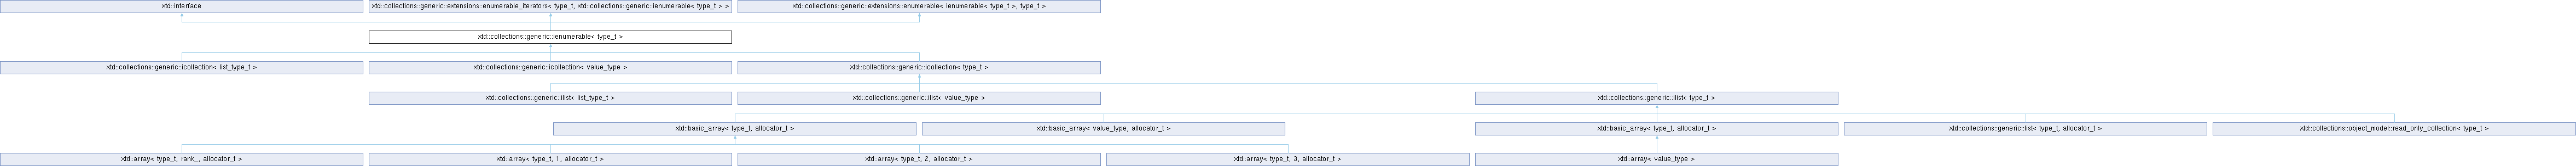 xtd::interface
xtd::collections::generic::extensions::enumerable_iterators< type_t, xtd::collections::generic::ienumerable< type_t > >
xtd::collections::generic::extensions::enumerable< ienumerable< type_t >, type_t >
xtd::collections::generic::ienumerable< type_t >
xtd::collections::generic::icollection< list_type_t >
xtd::collections::generic::icollection< value_type >
xtd::collections::generic::icollection< type_t >
xtd::collections::generic::ilist< list_type_t >
xtd::collections::generic::ilist< value_type >
xtd::collections::generic::ilist< type_t >
xtd::basic_array< type_t, allocator_t >
xtd::basic_array< value_type, allocator_t >
xtd::basic_array< type_t, allocator_t >
xtd::collections::generic::list< type_t, allocator_t >
xtd::collections::object_model::read_only_collection< type_t >
xtd::array< type_t, rank_, allocator_t >
xtd::array< type_t, 1, allocator_t >
xtd::array< type_t, 2, allocator_t >
xtd::array< type_t, 3, allocator_t >
xtd::array< value_type >